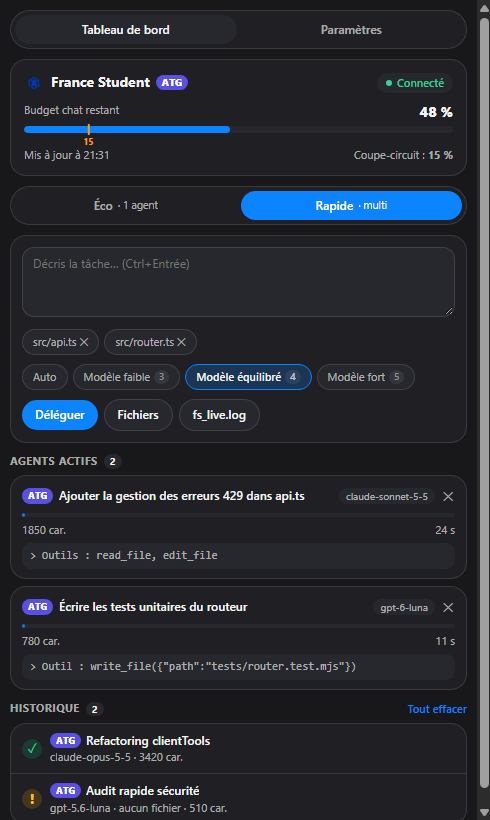 Tableau de bord Paramètres
France Student ATG Connecté
Budget chat restant 48 %
15
Mis à jour à 21:31 Coupe-circuit : 15 %
Éco · 1 agent Rapide · multi
Décris la tâche... (Ctrl+Entrée)
src/api.ts × src/router.ts ×
Auto Modèle faible 3 Modèle équilibré 4 Modèle fort 5
Déléguer Fichiers fs_live.log
AGENTS ACTIFS 2
ATG Ajouter la gestion des erreurs 429 dans api.ts claude-sonnet-5-5 ×
1850 car. 24 s
> Outils : read_file, edit_file
ATG Écrire les tests unitaires du routeur gpt-6-luna ×
780 car. 11 s
> Outil : write_file({"path":"tests/router.test.mjs"})
HISTORIQUE 2 Tout effacer
✓ ATG Refactoring clientTools
claude-opus-5-5 · 3420 car.
! ATG Audit rapide sécurité
gpt-5.6-luna · aucun fichier · 510 car.